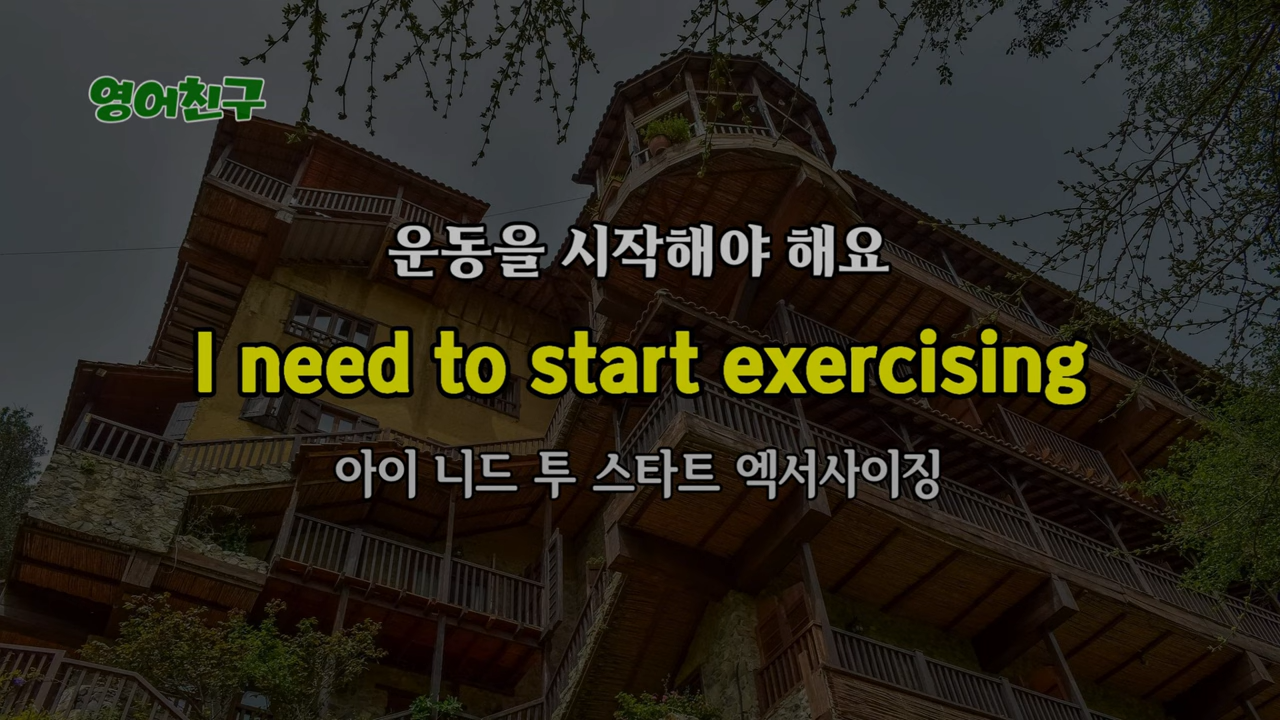 영어친구
운동을 시작해야 해요
I need to start exercising
아이 니드 투 스타트 엑서사이징